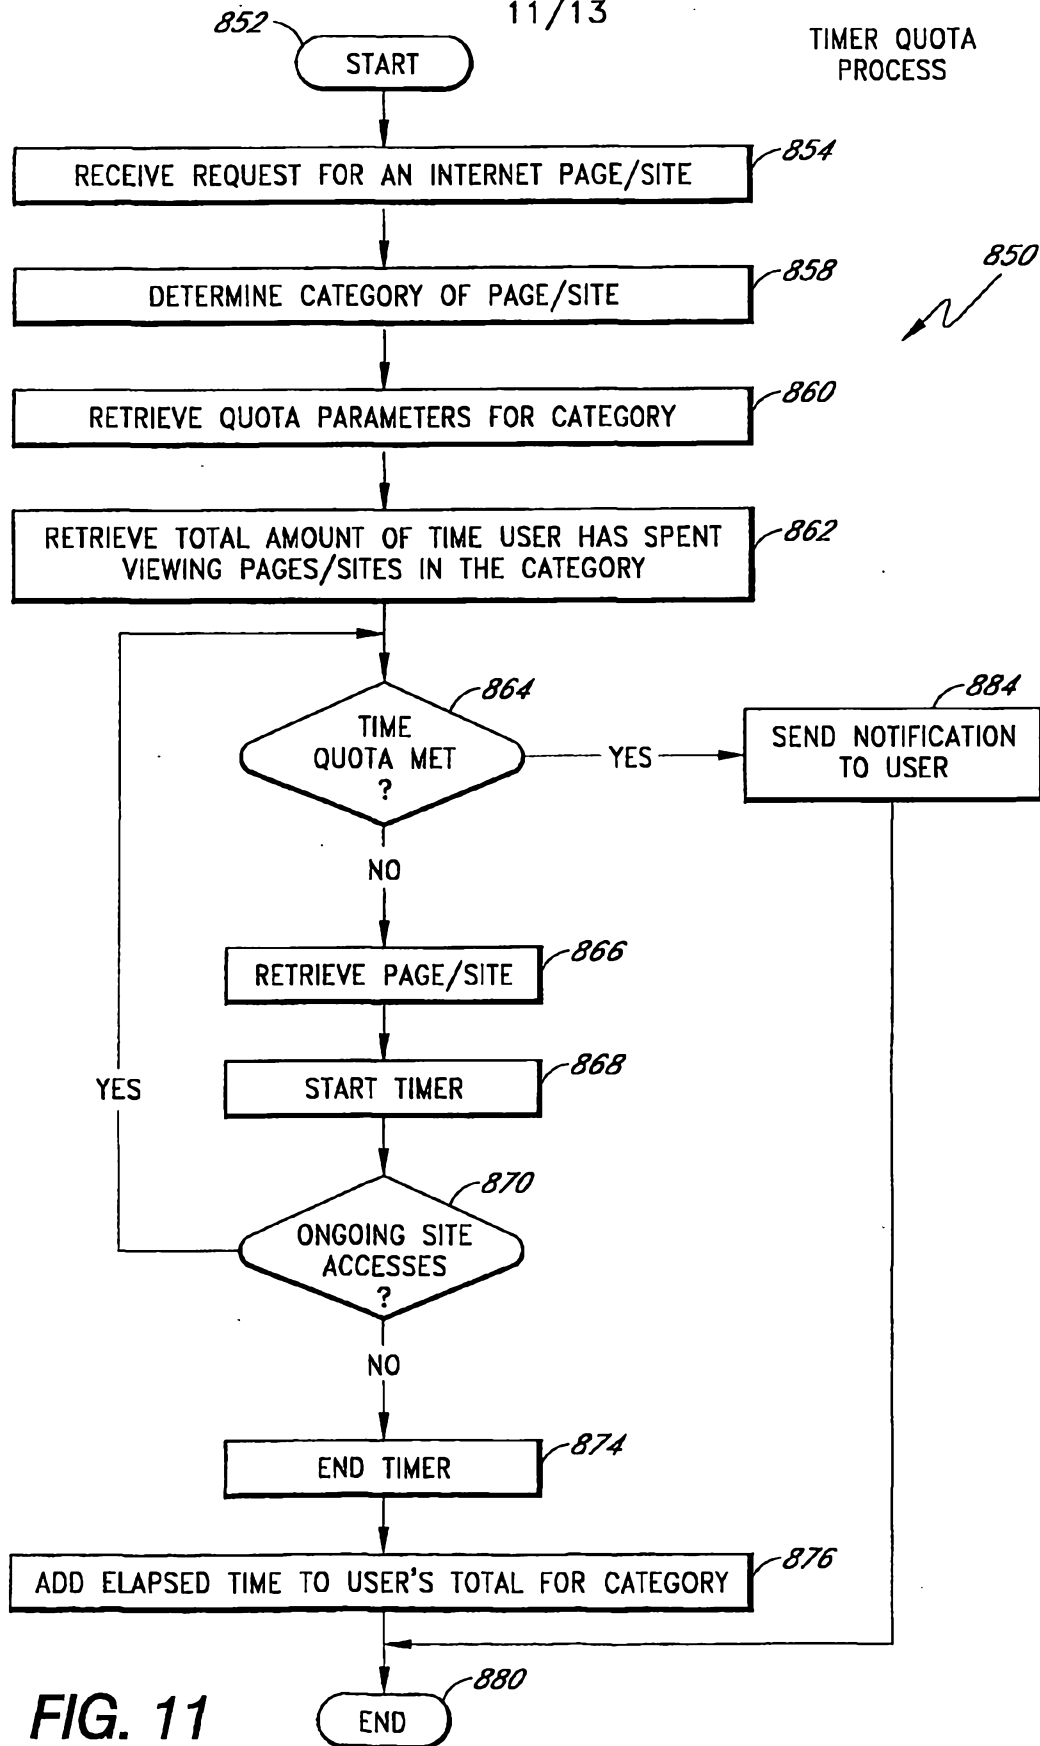 11/13
TIMER QUOTA
PROCESS
852
START
854
RECEIVE REQUEST FOR AN INTERNET PAGE/SITE
858
DETERMINE CATEGORY OF PAGE/SITE
850
860
RETRIEVE QUOTA PARAMETERS FOR CATEGORY
862
RETRIEVE TOTAL AMOUNT OF TIME USER HAS SPENT
VIEWING PAGES/SITES IN THE CATEGORY
864
TIME
QUOTA MET
?
YES
884
SEND NOTIFICATION
TO USER
NO
866
RETRIEVE PAGE/SITE
868
START TIMER
YES
870
ONGOING SITE
ACCESSES
?
NO
874
END TIMER
876
ADD ELAPSED TIME TO USER'S TOTAL FOR CATEGORY
880
END
FIG. 11